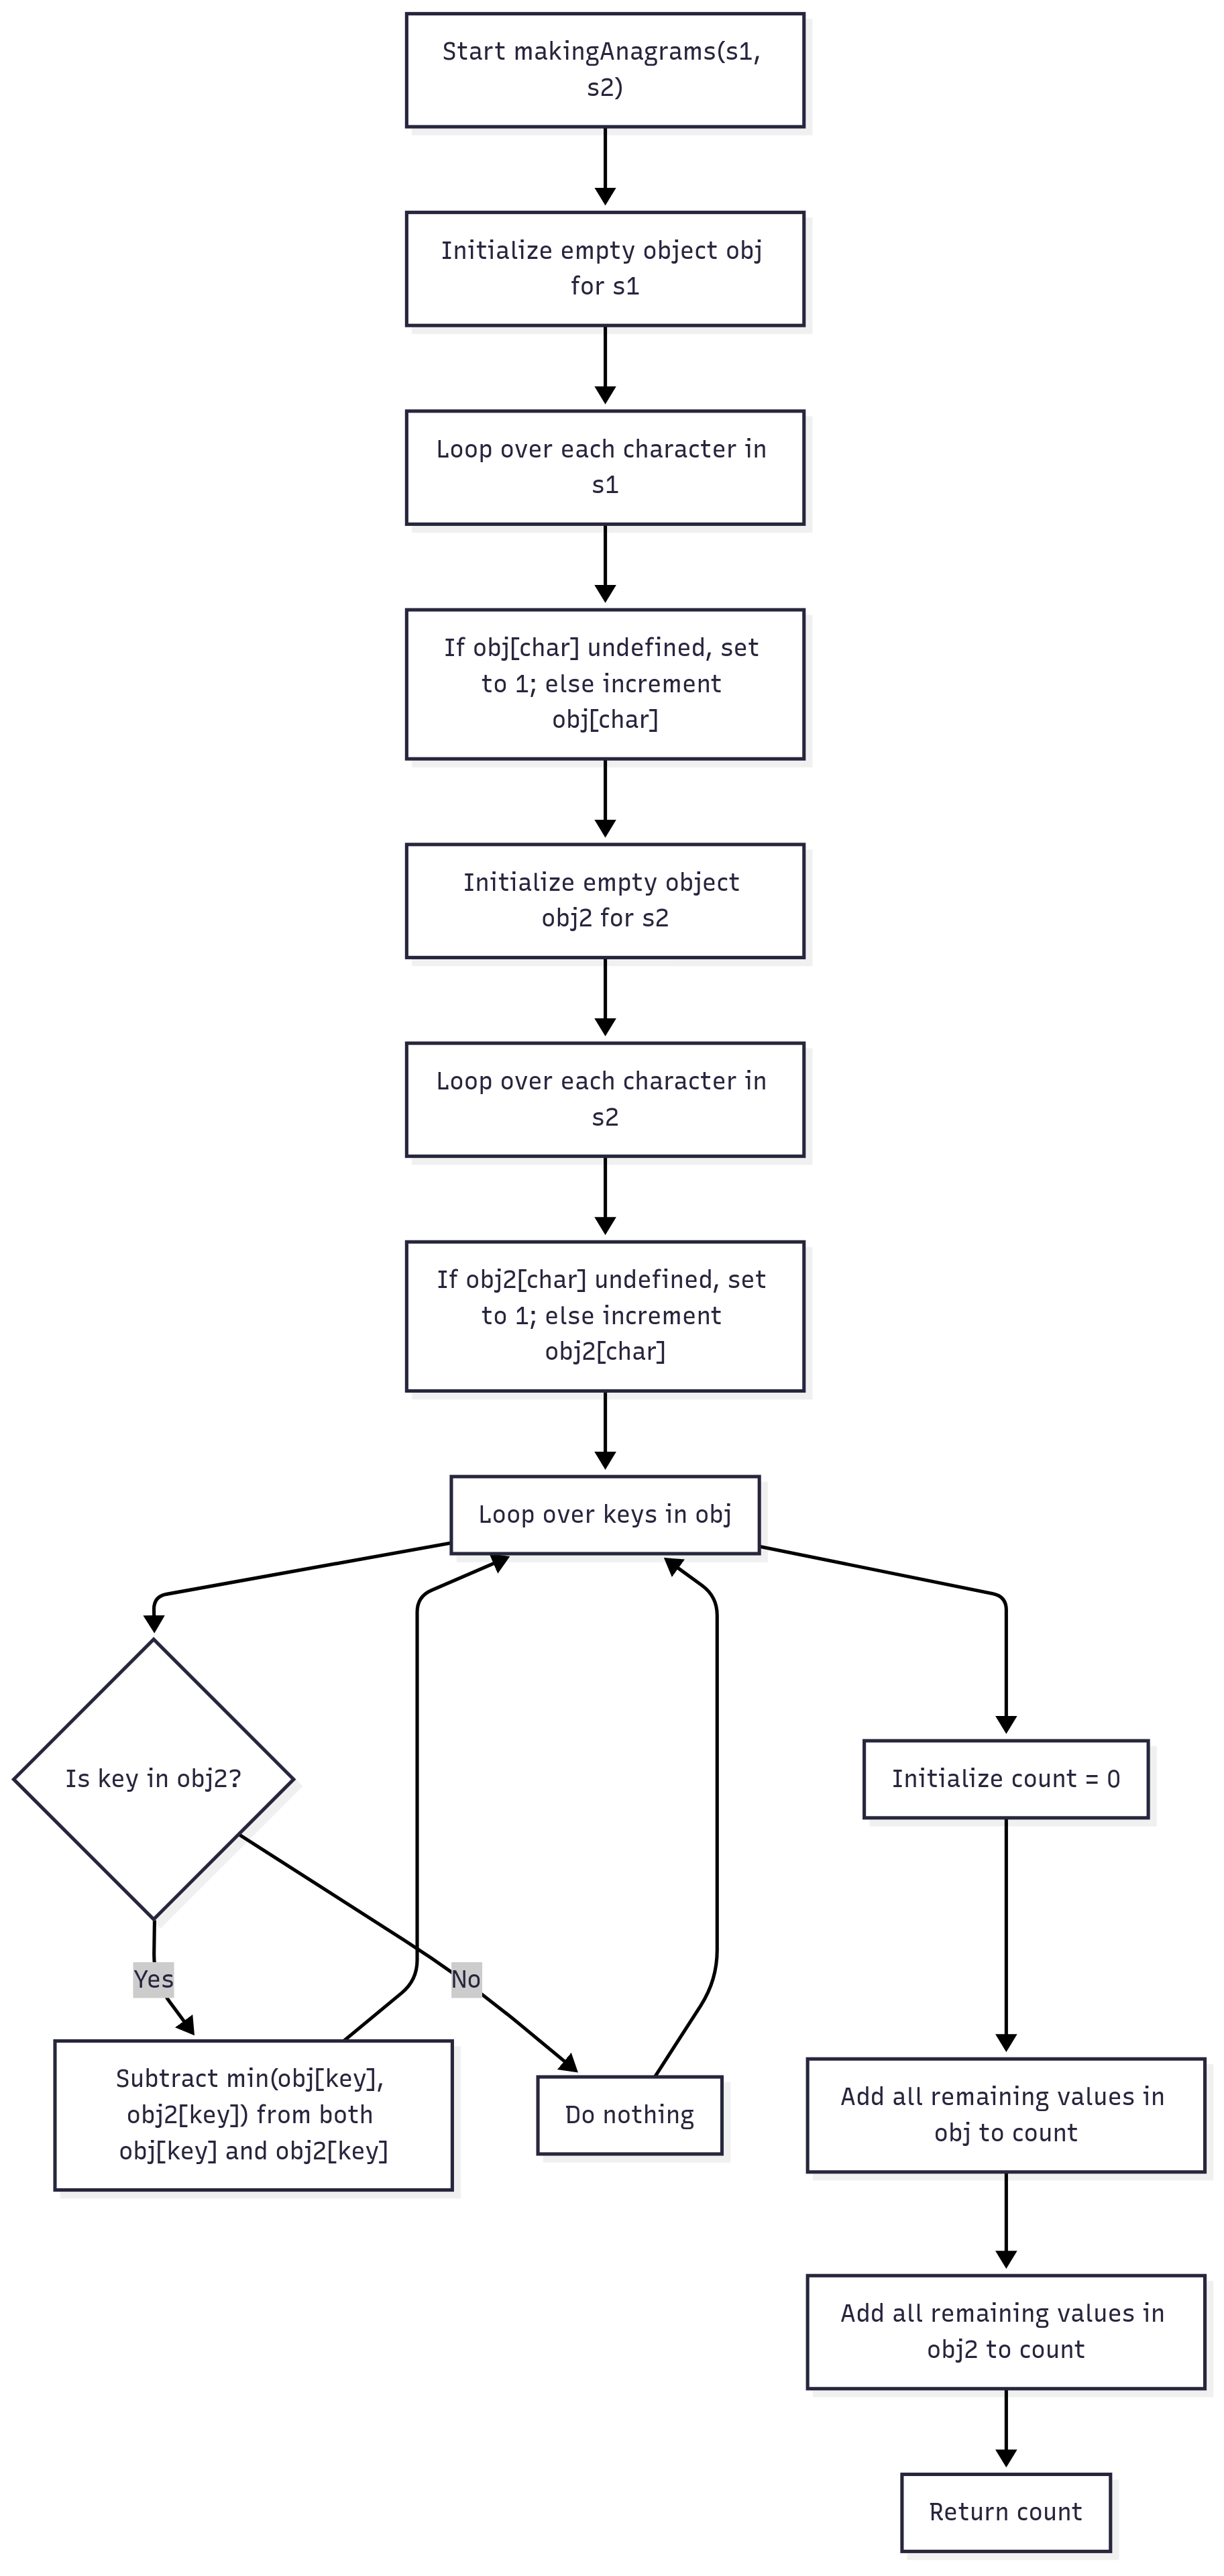 Start makingAnagrams(s1,
s2)
Initialize empty object obj
for s1
Loop over each character in
s1
If obj[char] undefined, set
to 1; else increment
obj[char]
Initialize empty object
obj2 for s2
Loop over each character in
s2
If obj2[char] undefined, set
to 1; else increment
obj2[char]
Loop over keys in obj
Is key in obj2?
Initialize count = 0
Yes
No
Subtract min(obj[key],
obj2[key]) from both
obj[key] and obj2[key]
Do nothing
Add all remaining values in
obj to count
Add all remaining values in
obj2 to count
Return count